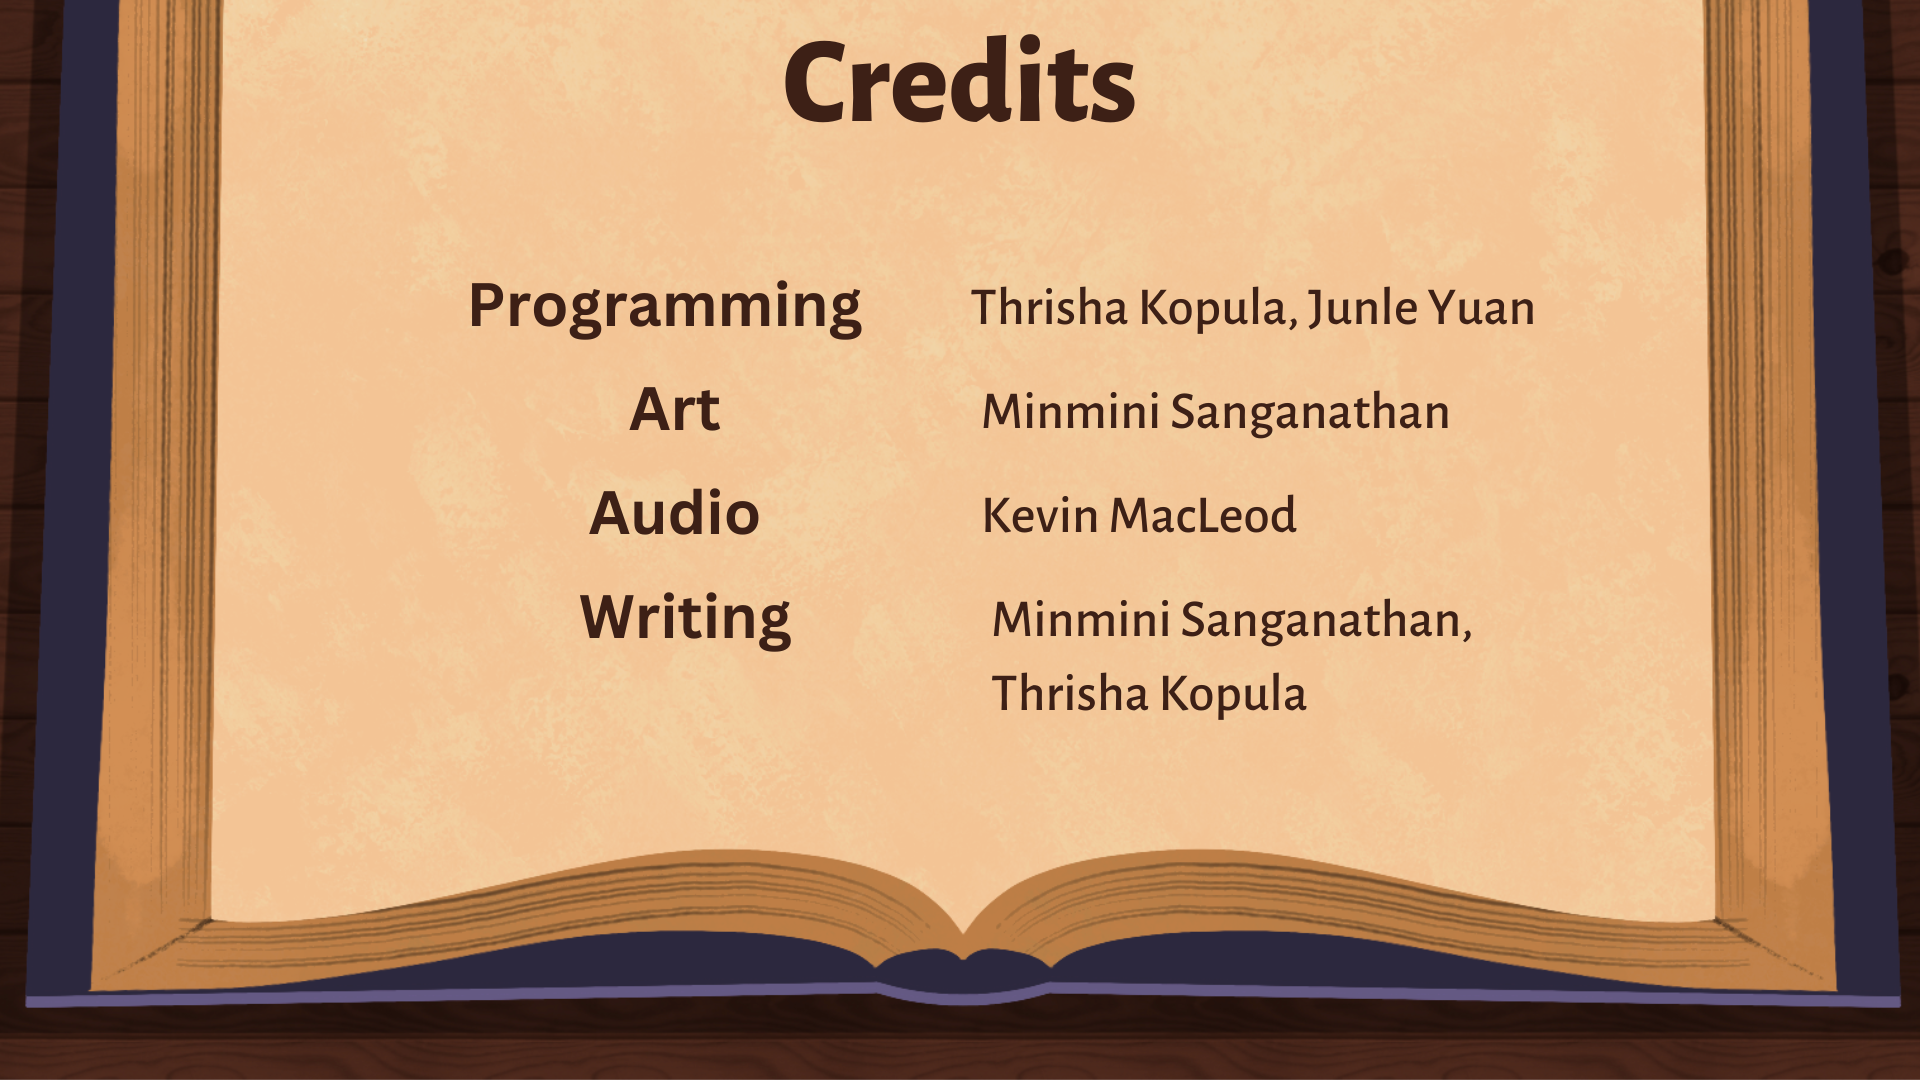 Credits
Programming Thrisha Kopula, Junle Yuan
Art Minmini Sanganathan
Audio Kevin MacLeod
Writing Minmini Sanganathan,
Thrisha Kopula